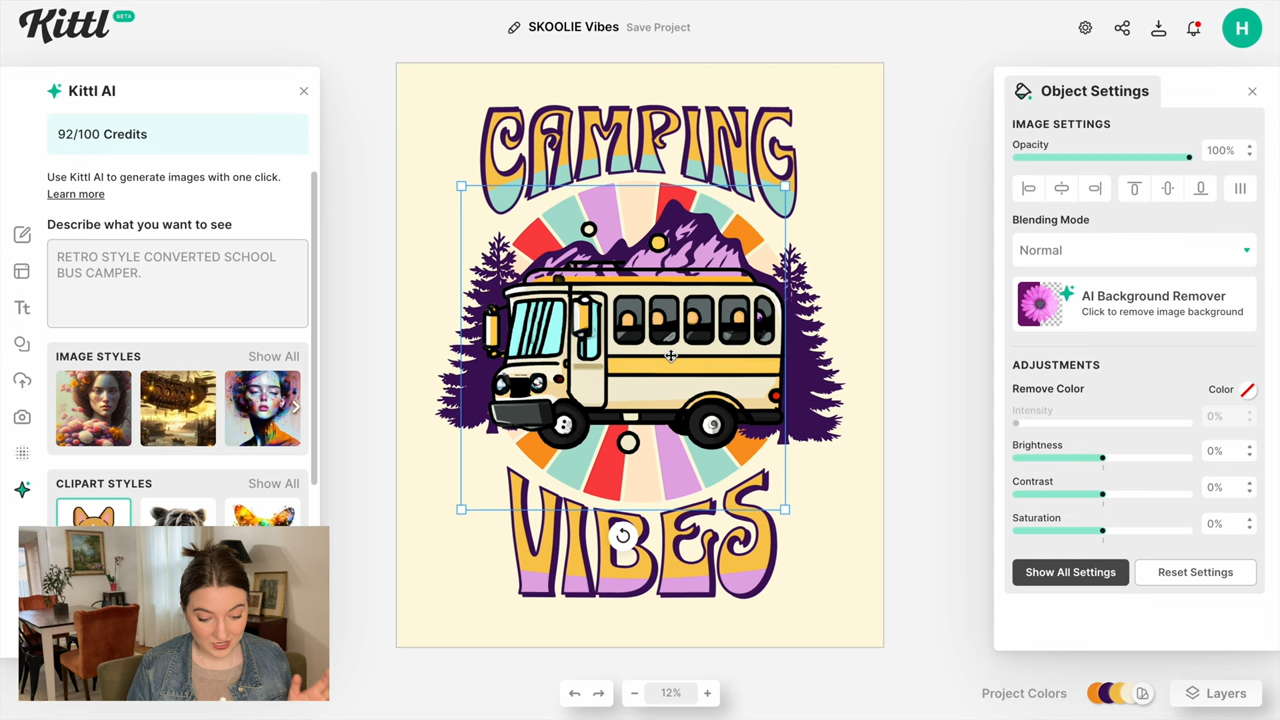 Kittl BETA
SKOOLIE Vibes Save Project
H
Kittl AI
92/100 Credits
Use Kittl AI to generate images with one click.
Learn more
Describe what you want to see
RETRO STYLE CONVERTED SCHOOL
BUS CAMPER.
IMAGE STYLES Show All
CLIPART STYLES Show All
Tt
CAMPING
VIBES
12%
Object Settings
IMAGE SETTINGS
Opacity
100%
Blending Mode
Normal
AI Background Remover
Click to remove image background
ADJUSTMENTS
Remove Color Color
Intensity
0%
Brightness
0%
Contrast
0%
Saturation
0%
Show All Settings Reset Settings
Project Colors Layers